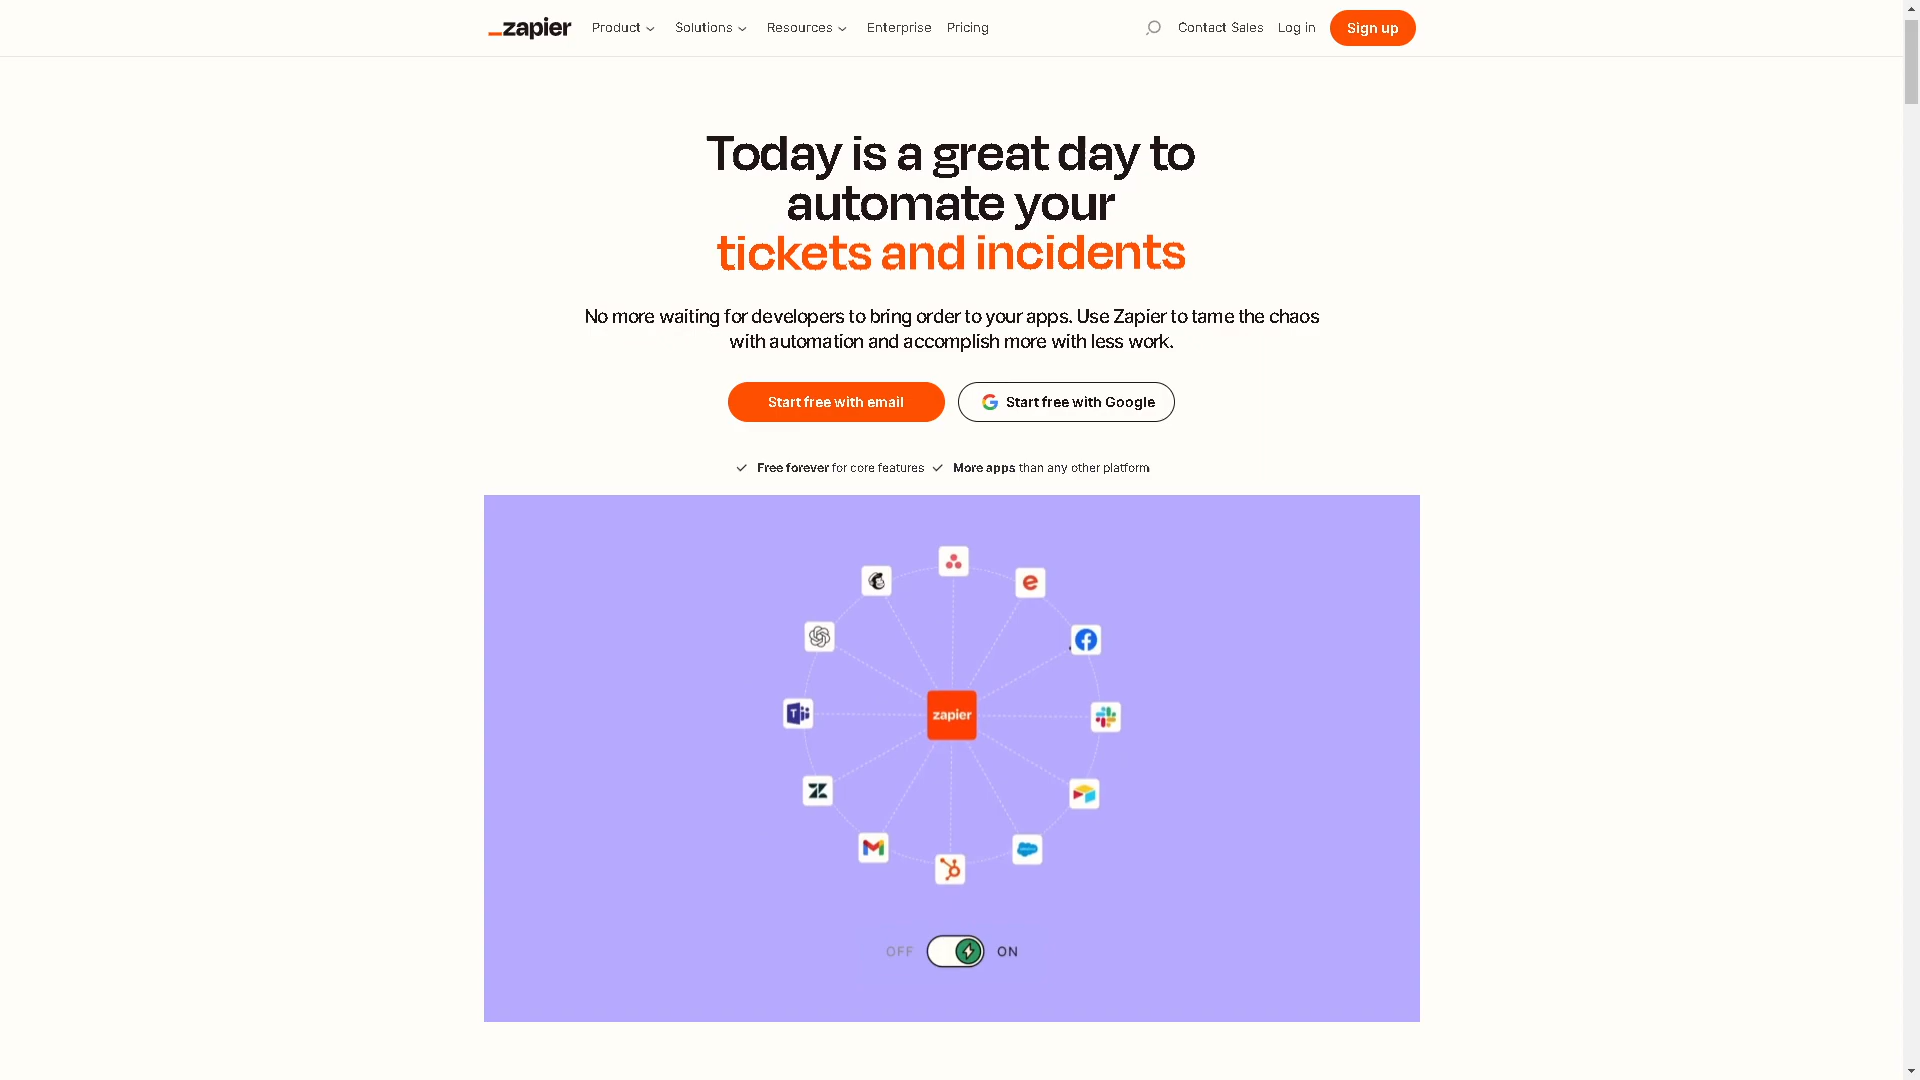 zapier
Product
Solutions
Resources
Enterprise
Pricing
Contact Sales
Log in
Sign up
Today is a great day to
automate your
tickets and incidents
No more waiting for developers to bring order to your apps. Use Zapier to tame the chaos
with automation and accomplish more with less work.
Start free with email
Start free with Google
Free forever for core features
More apps than any other platform
zapier
OFF
ON